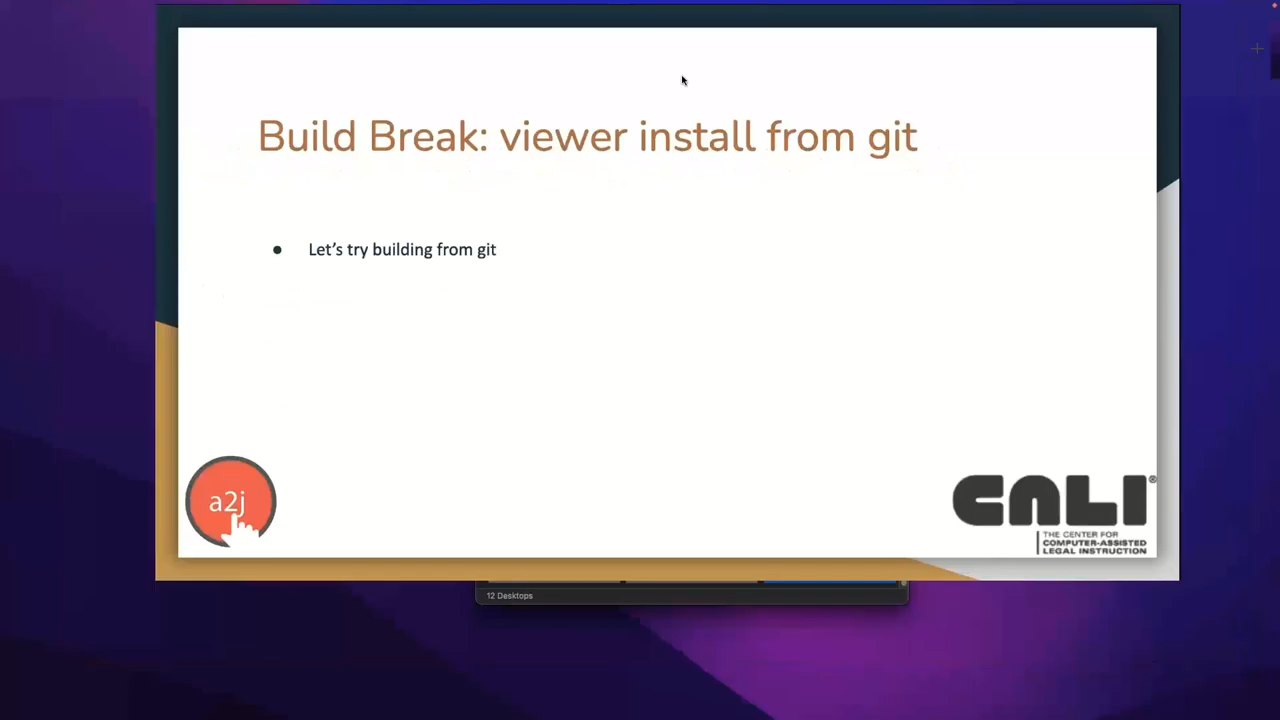 Build Break: viewer install from git
● Let's try building from git
a2j
CALI®
THE CENTER FOR
COMPUTER-ASSISTED
LEGAL INSTRUCTION
12 Desktops